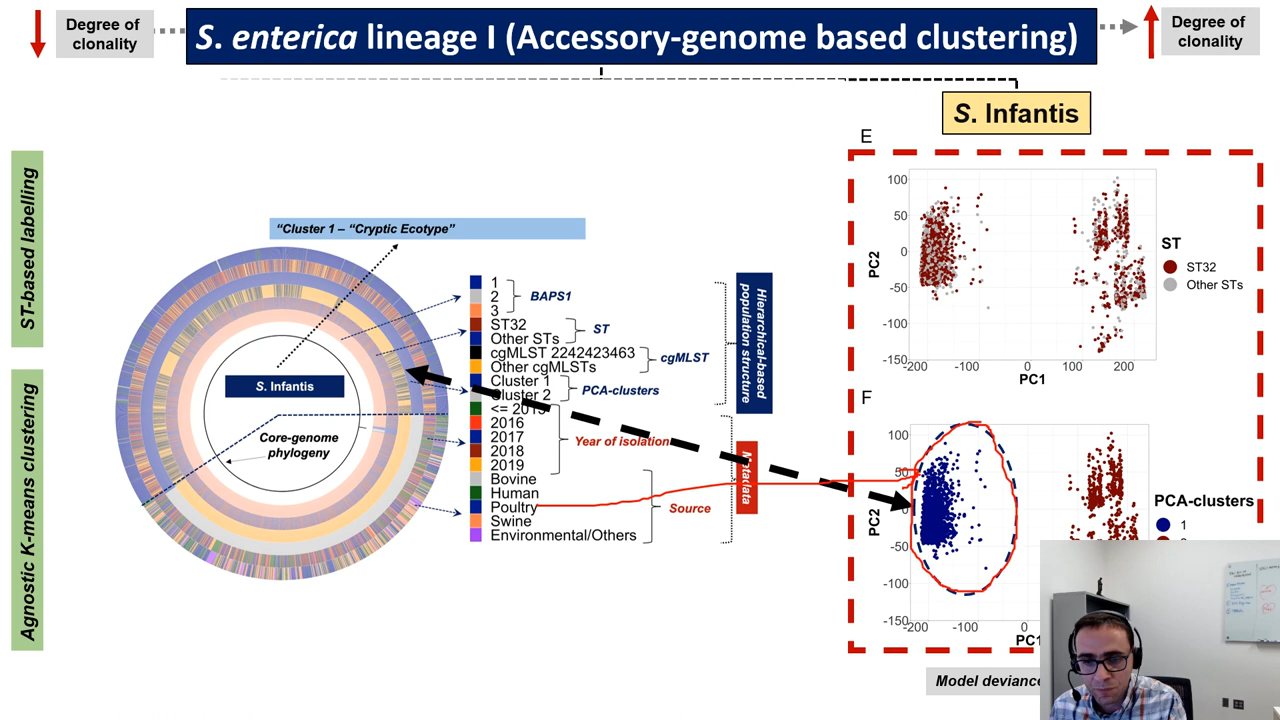 Degree of
clonality
S. enterica lineage I (Accessory-genome based clustering)
Degree of
clonality
S. Infantis
ST-based labelling
Agnostic K-means clustering
"Cluster 1 – "Cryptic Ecotype"
S. Infantis
Core-genome
phylogeny
1
2
3
BAPS1
ST32
Other STs
ST
cgMLST 2242423463
Other cgMLSTs
cgMLST
Cluster 1
Cluster 2
PCA-clusters
<= 2015
2016
2017
2018
2019
Year of isolation
Bovine
Human
Poultry
Swine
Environmental/Others
Source
Hierarchical-based
population structure
Metadata
E
100
50
0
-50
-100
-150
PC2
-200
-100
0
100
200
PC1
ST
ST32
Other STs
F
100
50
0
-50
-100
-150
PC2
-200
-100
0
PC1
PCA-clusters
1
Model deviance